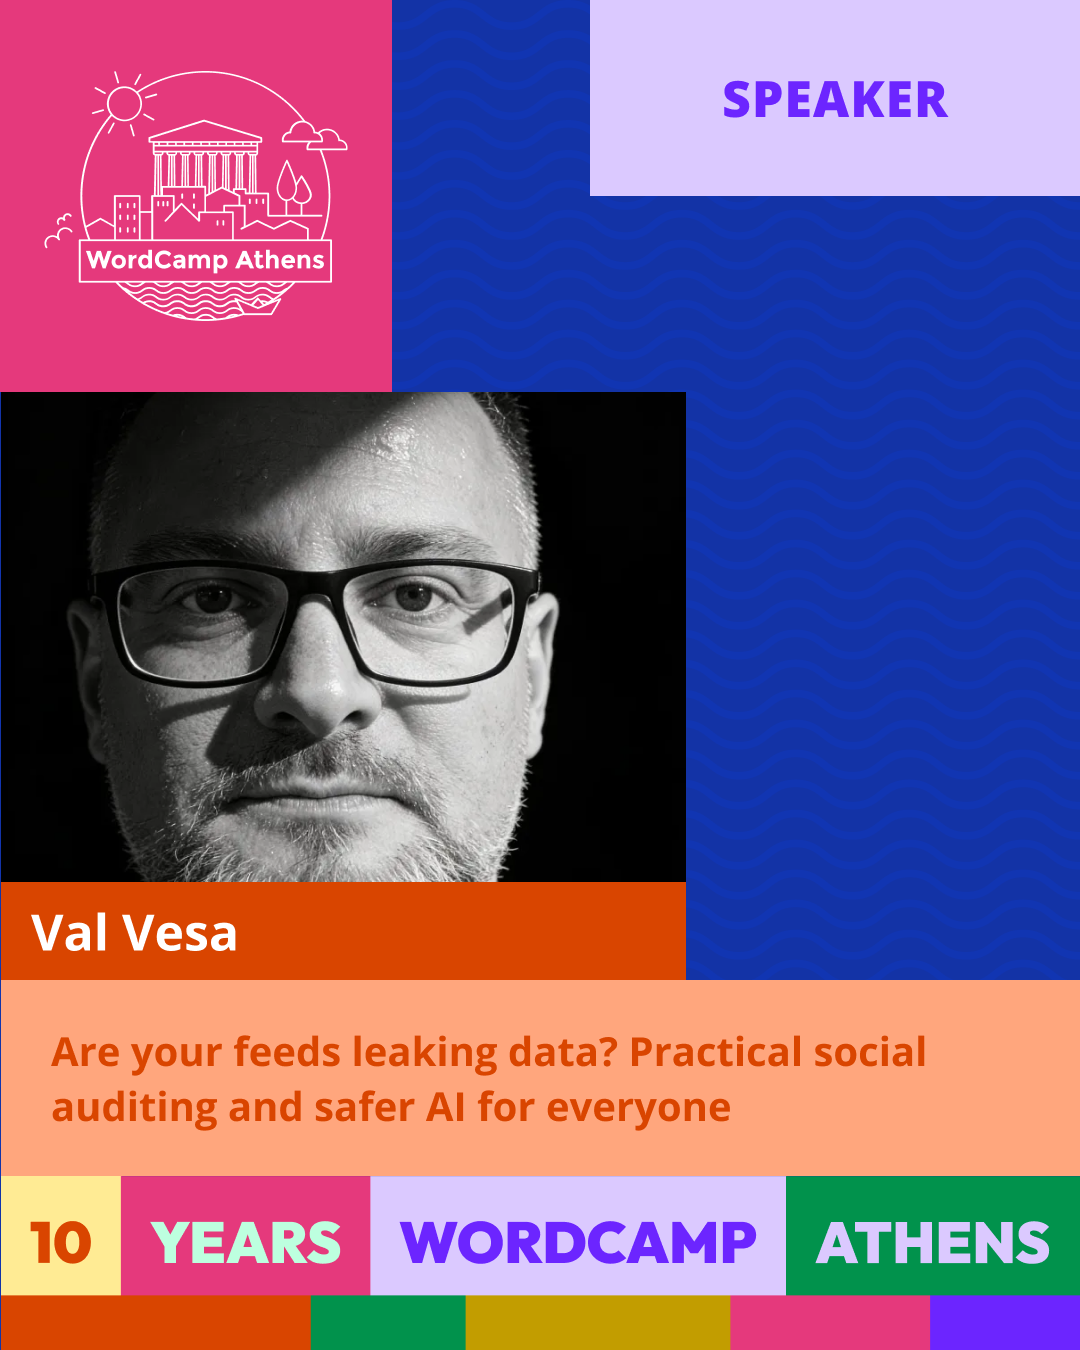 SPEAKER
WordCamp Athens
Val Vesa
Are your feeds leaking data? Practical social
auditing and safer AI for everyone
10 YEARS WORDCAMP ATHENS